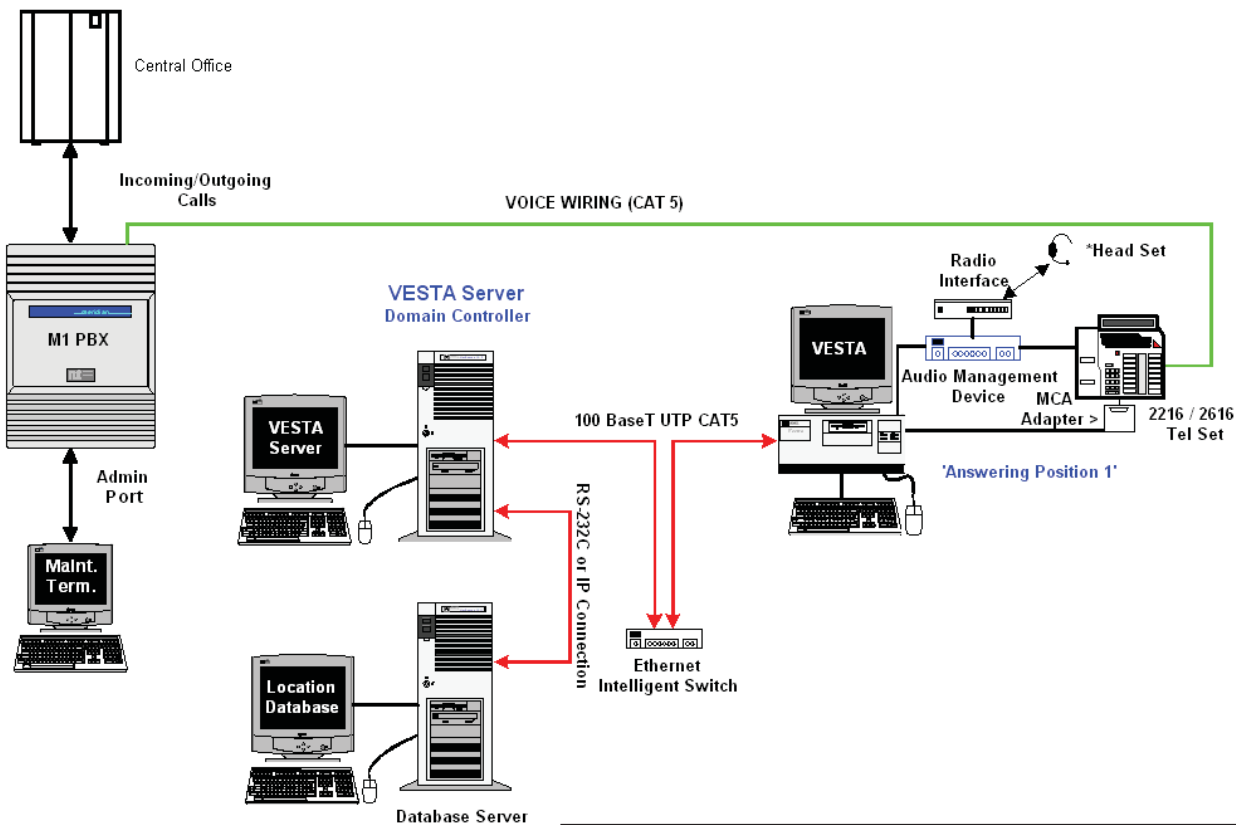 Central Office
Incoming/Outgoing
Calls
VOICE WIRING (CAT 5)
Radio
Interface
*Head Set
VESTA Server
Domain Controller
M1 PBX
VESTA
Audio Management
Device
MCA
Adapter >
2216 / 2616
Tel Set
VESTA
Server
100 BaseT UTP CAT5
'Answering Position 1'
Admin
Port
RS-232C or IP Connection
MaInt.
Term.
Ethernet
Intelligent Switch
Location
Database
Database Server